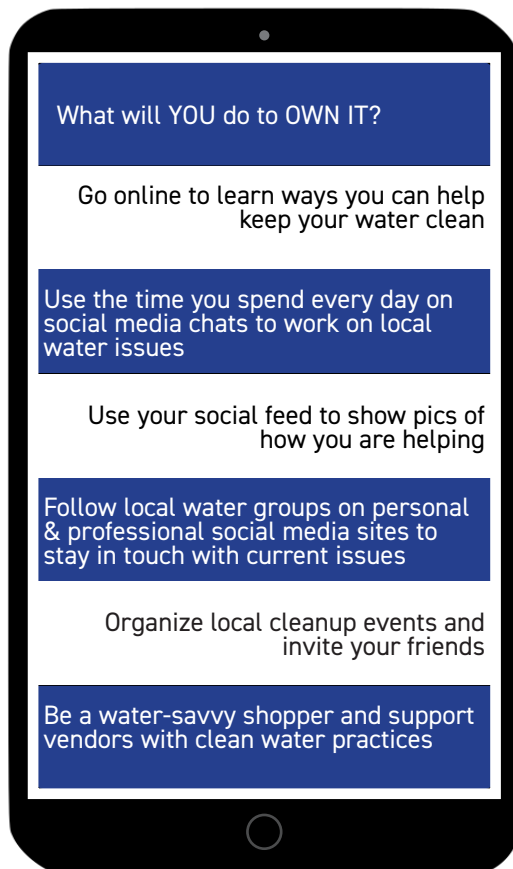 What will YOU do to OWN IT?
Go online to learn ways you can help
keep your water clean
Use the time you spend every day on
social media chats to work on local
water issues
Use your social feed to show pics of
how you are helping
Follow local water groups on personal
& professional social media sites to
stay in touch with current issues
Organize local cleanup events and
invite your friends
Be a water-savvy shopper and support
vendors with clean water practices